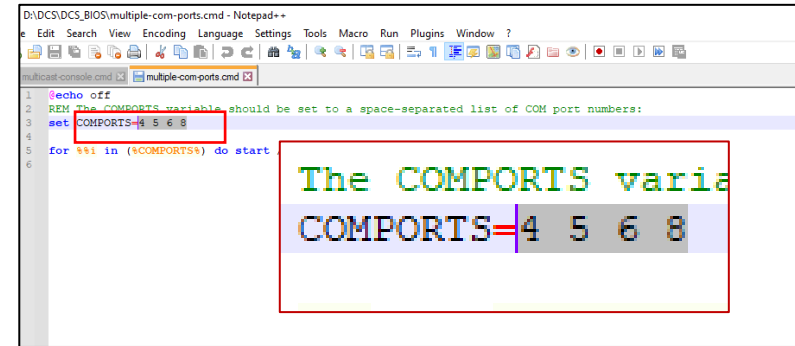 D:\DCS\DCS_BIOS\multiple-com-ports.cmd - Notepad++
e Edit Search View Encoding Language Settings Tools Macro Run Plugins Window ?
multicast-console.cmd multiple-com-ports.cmd
1 @echo off
2 REM The COMPORTS variable should be set to a space-separated list of COM port numbers:
3 set COMPORTS=4 5 6 8
4
5 for %%i in (%COMPORTS%) do start /
6
The COMPORTS varia
COMPORTS=4 5 6 8